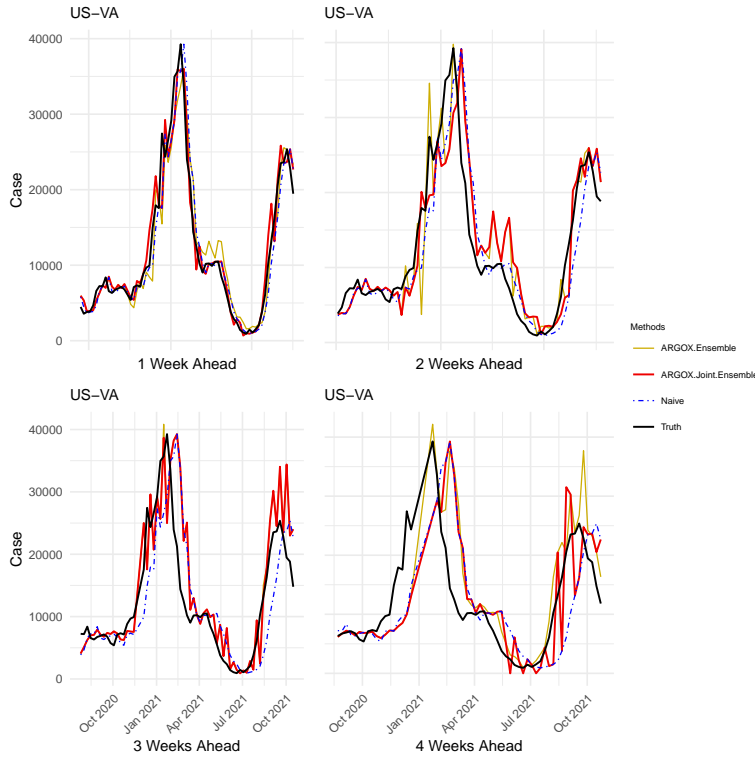 US−VA
US−VA
40000
30000
20000
10000
0
Case
1 Week Ahead
2 Weeks Ahead
Methods
ARGOX.Ensemble
ARGOX.Joint.Ensemble
Naive
Truth
US−VA
US−VA
40000
30000
20000
10000
0
Case
Oct 2020
Jan 2021
Apr 2021
Jul 2021
Oct 2021
Oct 2020
Jan 2021
Apr 2021
Jul 2021
Oct 2021
3 Weeks Ahead
4 Weeks Ahead